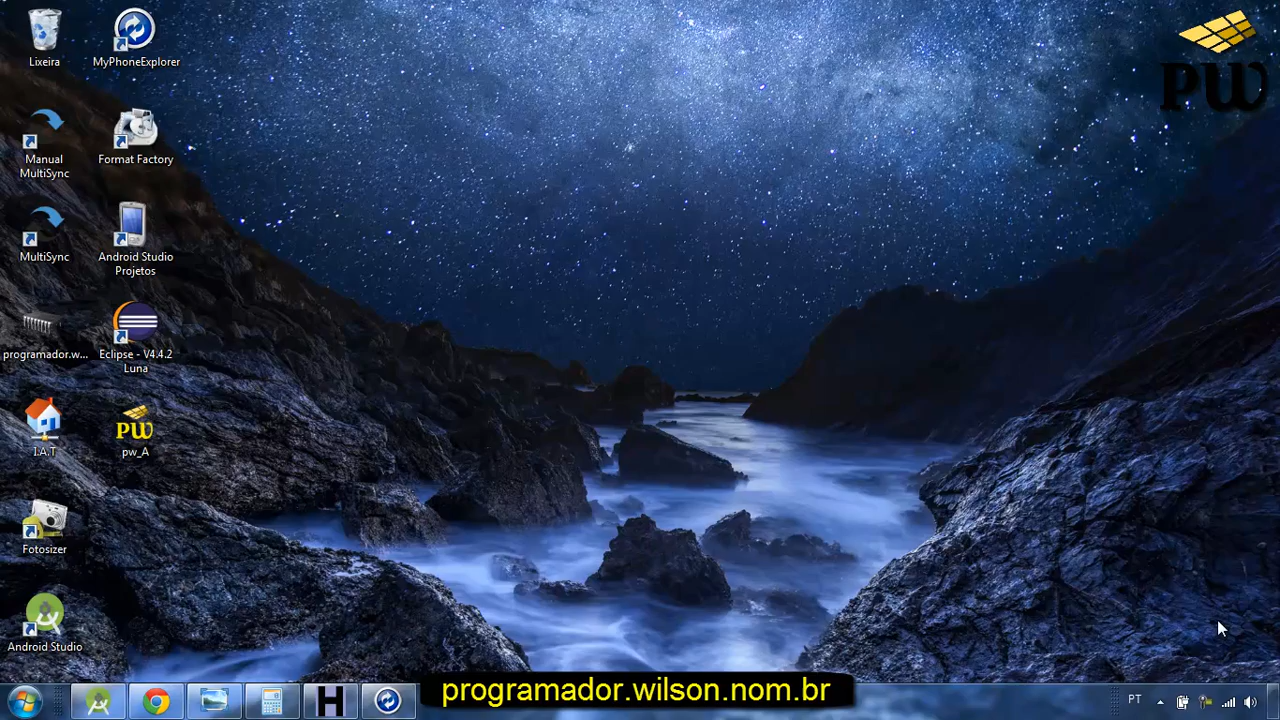 Lixeira
MyPhoneExplorer
PW
Manual
MultiSync
Format Factory
MultiSync
Android Studio
Projetos
programador.w...
Eclipse - V4.4.2
Luna
I.A.T
PW
pw_A
Fotosizer
Android Studio
H
programador.wilson.nom.br
PT